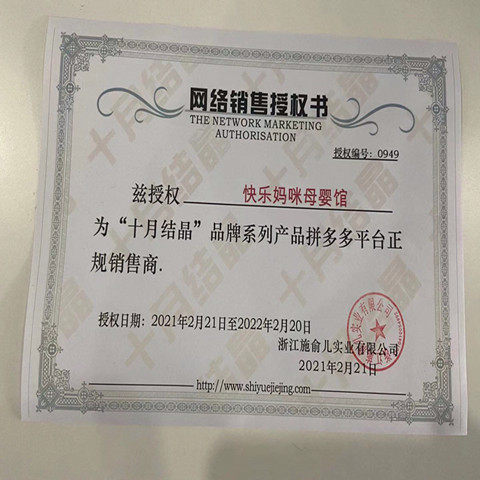 网络销售授权书
THE NETWORK MARKETING
AUTHORISATION
授权编号：0949
兹授权 快乐妈咪母婴馆
为“十月结晶”品牌系列产品拼多多平台正
规销售商.
授权日期：2021年2月21日至2022年2月20日
浙江施俞儿实业有限公司
2021年2月21日
http://www.shiyuejiejing.com
十月结晶